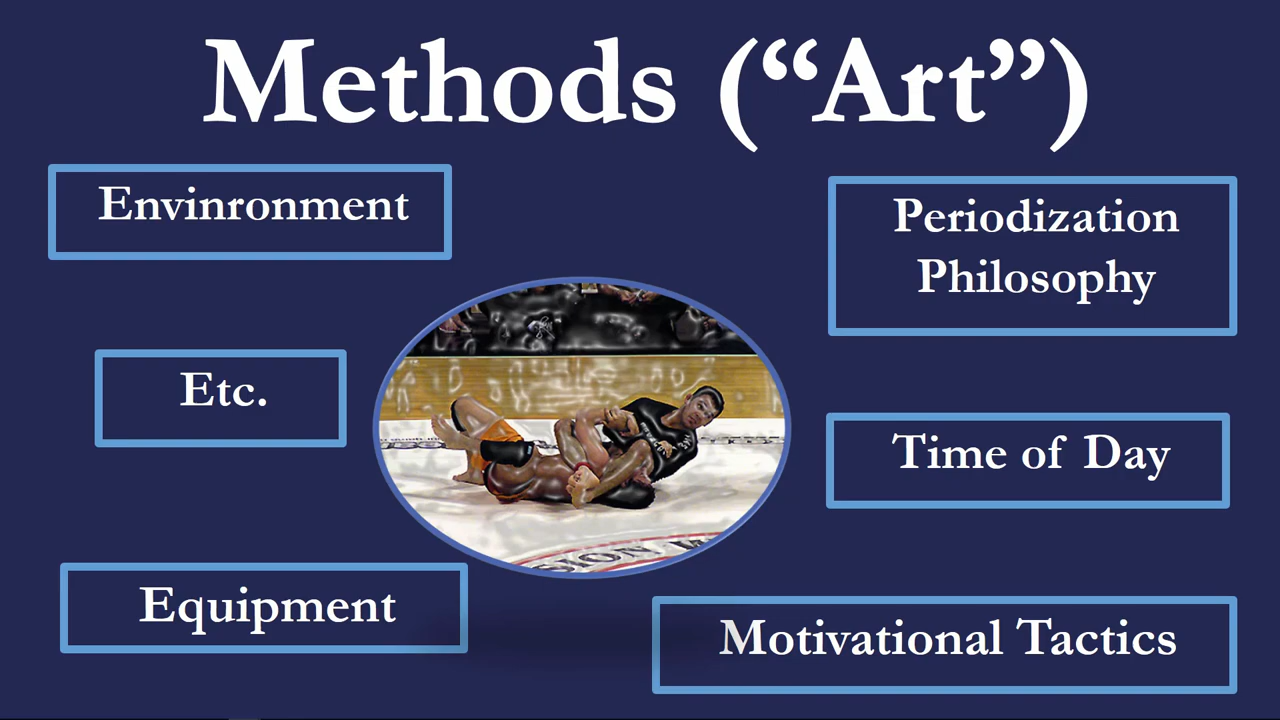 Methods (“Art”)
Envinronment
Periodization
Philosophy
Etc.
Time of Day
Equipment
Motivational Tactics